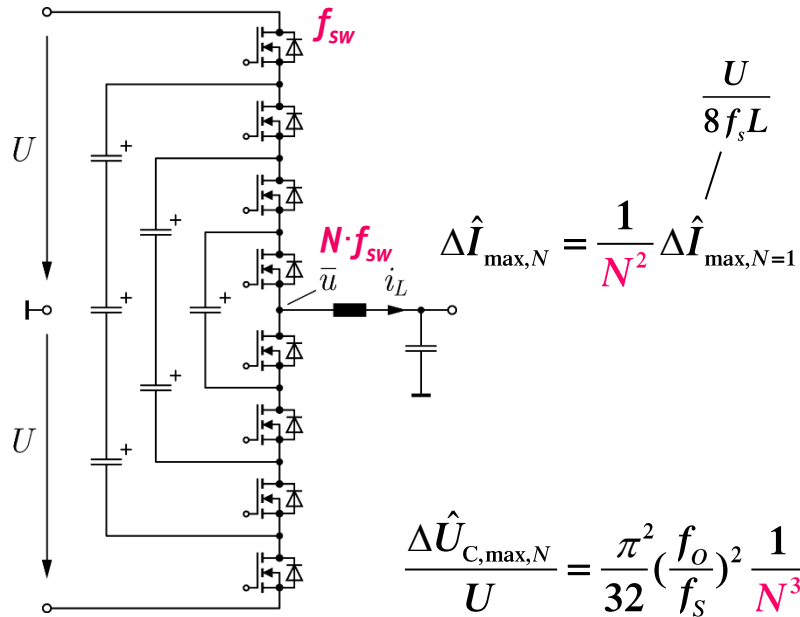 f_sw
U
8 f_s L
U
N·f_sw
ū
i_L
ΔÎ_max,N = 1/N² ΔÎ_max,N=1
+ + + + + +
U
ΔÛ_C,max,N / U = π²/32 (f_O/f_S)² 1/N³